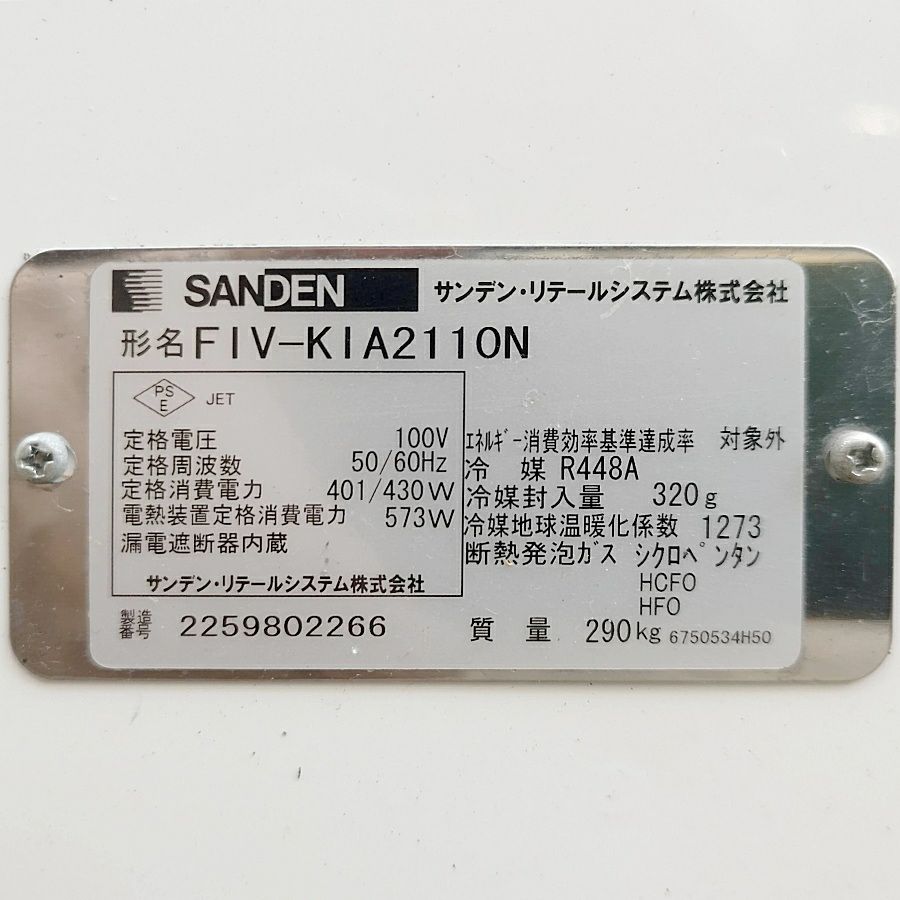 SANDEN サンデン・リテールシステム株式会社
形名 FIV-KIA2110N
PS E JET
定格電圧 100V
定格周波数 50/60Hz
定格消費電力 401/430W
電熱装置定格消費電力 573W
漏電遮断器内蔵
サンデン・リテールシステム株式会社
エネルギー消費効率基準達成率 対象外
冷 媒 R448A
冷媒封入量 320g
冷媒地球温暖化係数 1273
断熱発泡ガス シクロペンタン
HCFO
HFO
製造番号 2259802266
質 量 290kg 6750534H50